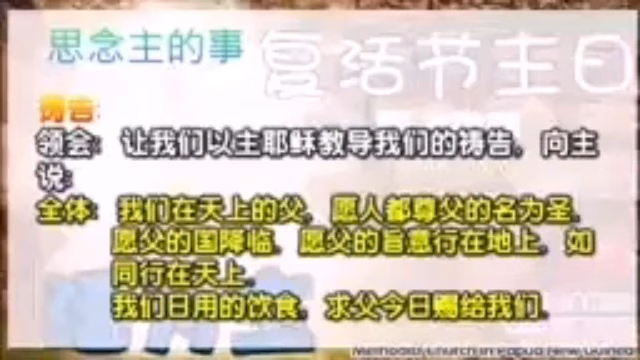 思念主的事
复活节主日
祷告:
领会: 让我们以主耶稣教导我们的祷告, 向主
说:
全体: 我们在天上的父, 愿人都尊父的名为圣,
愿父的国降临, 愿父的旨意行在地上, 如
同行在天上,
我们日用的饮食, 求父今日赐给我们,
Methodist Church in Papua New Guinea